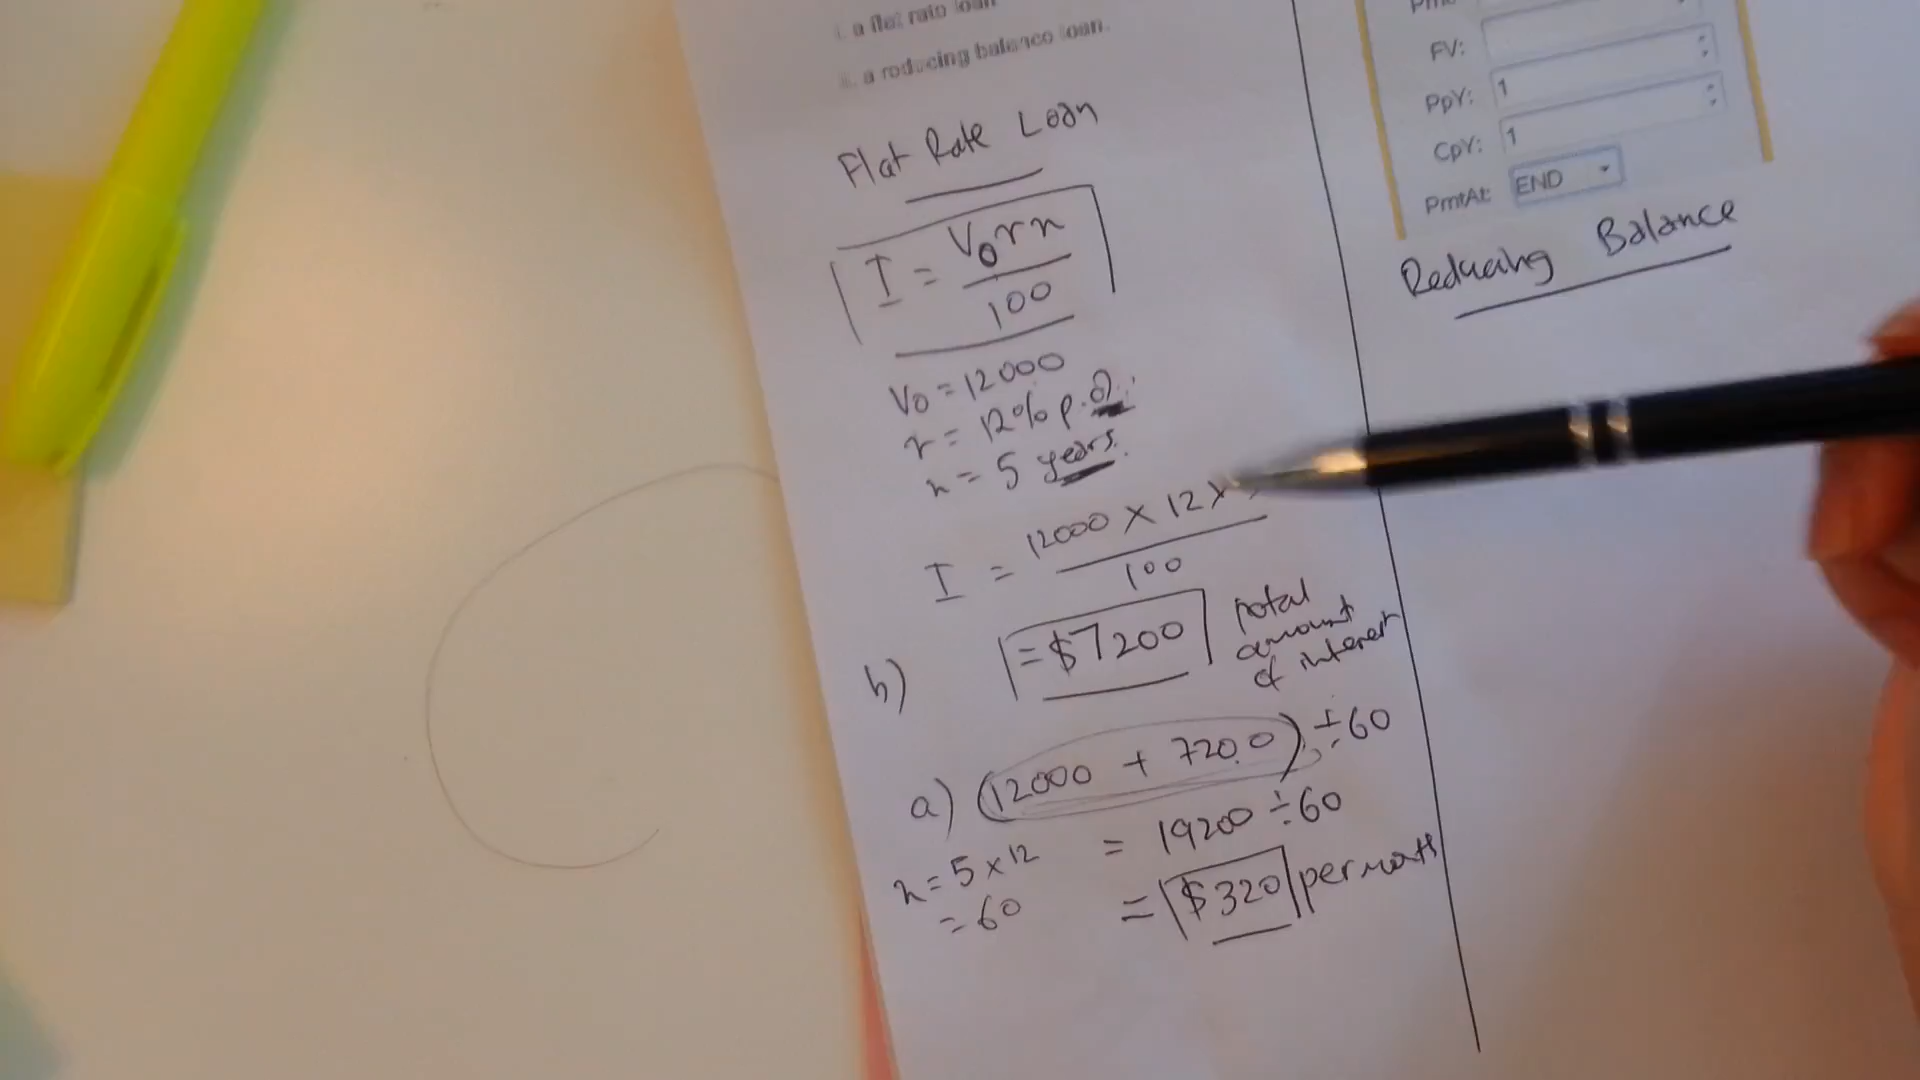 a flat rate loan
a reducing balance loan.
Flat Rate Loan
I = V₀rn
100
V₀ = 12000
r = 12% p.a.
n = 5 years.
I = 12000 × 12 ×
100
= $7200
total
amount
of interest
b)
a) (12000 + 7200) ÷ 60
n = 5 × 12
= 60
= 19200 ÷ 60
= $320 per month
FV:
PpY: 1
CpY: 1
PmtAt: END
Reducing Balance